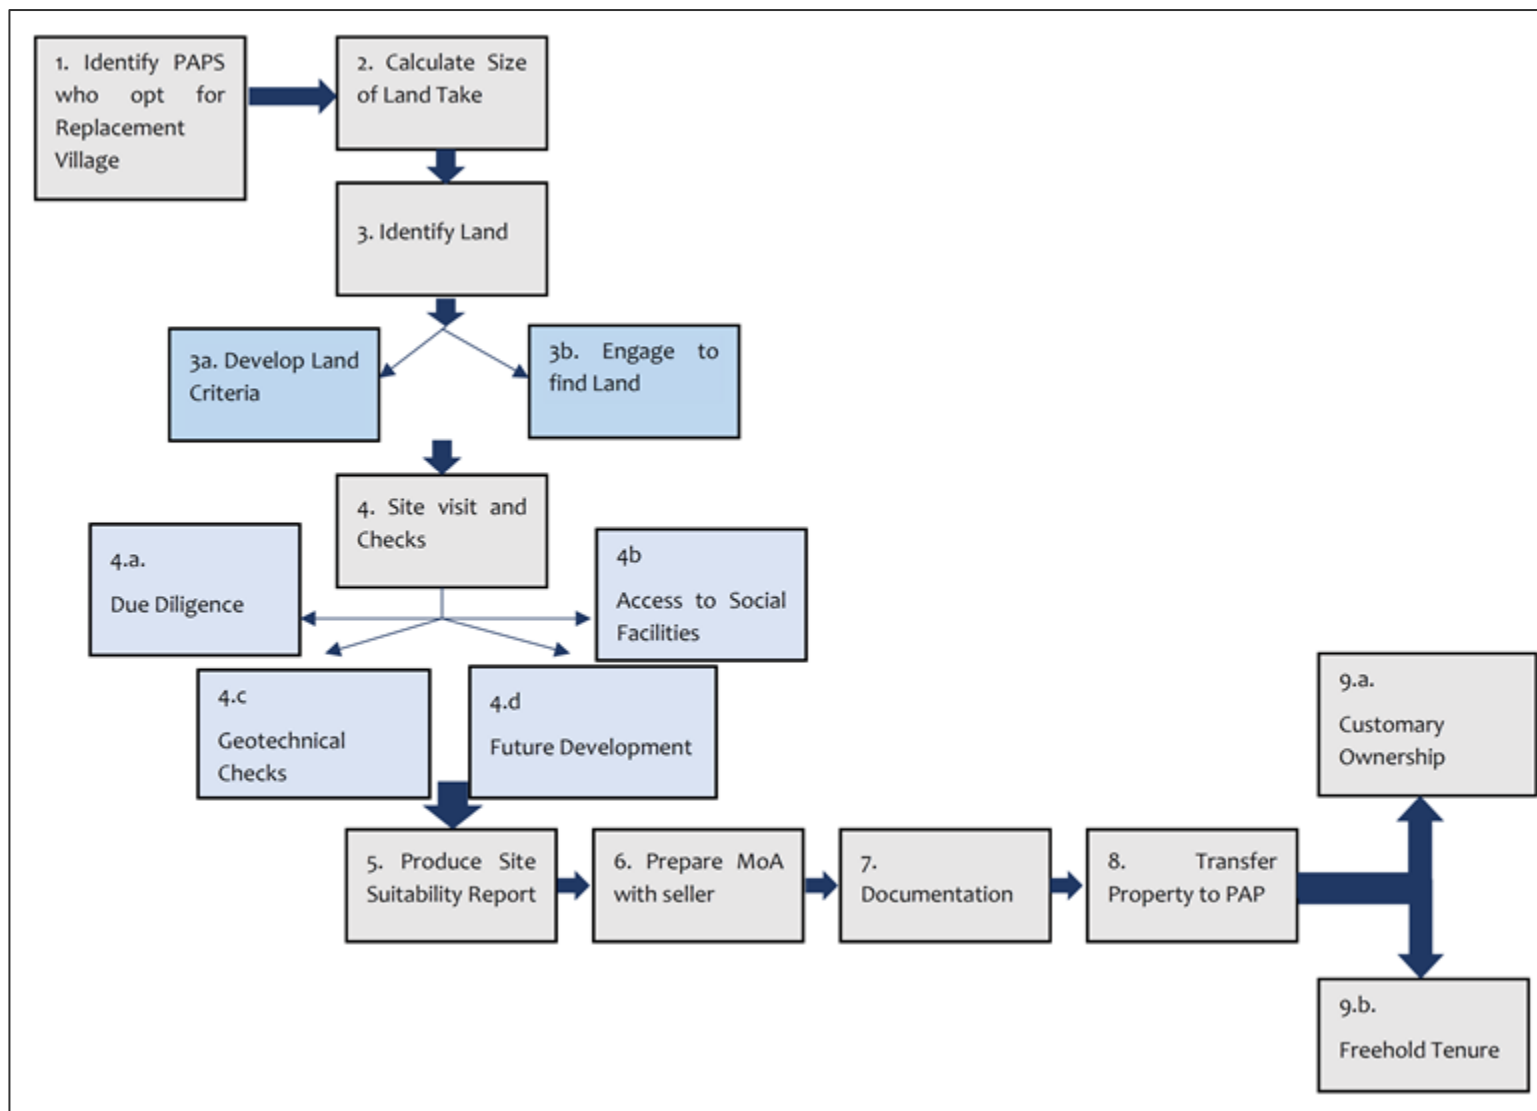 1. Identify PAPS
who opt for
Replacement
Village
2. Calculate Size
of Land Take
3. Identify Land
3a. Develop Land
Criteria
3b. Engage to
find Land
4. Site visit and
Checks
4.a.
Due Diligence
4b
Access to Social
Facilities
4.c
Geotechnical
Checks
4.d
Future Development
5. Produce Site
Suitability Report
6. Prepare MoA
with seller
7.
Documentation
8. Transfer
Property to PAP
9.a.
Customary
Ownership
9.b.
Freehold Tenure